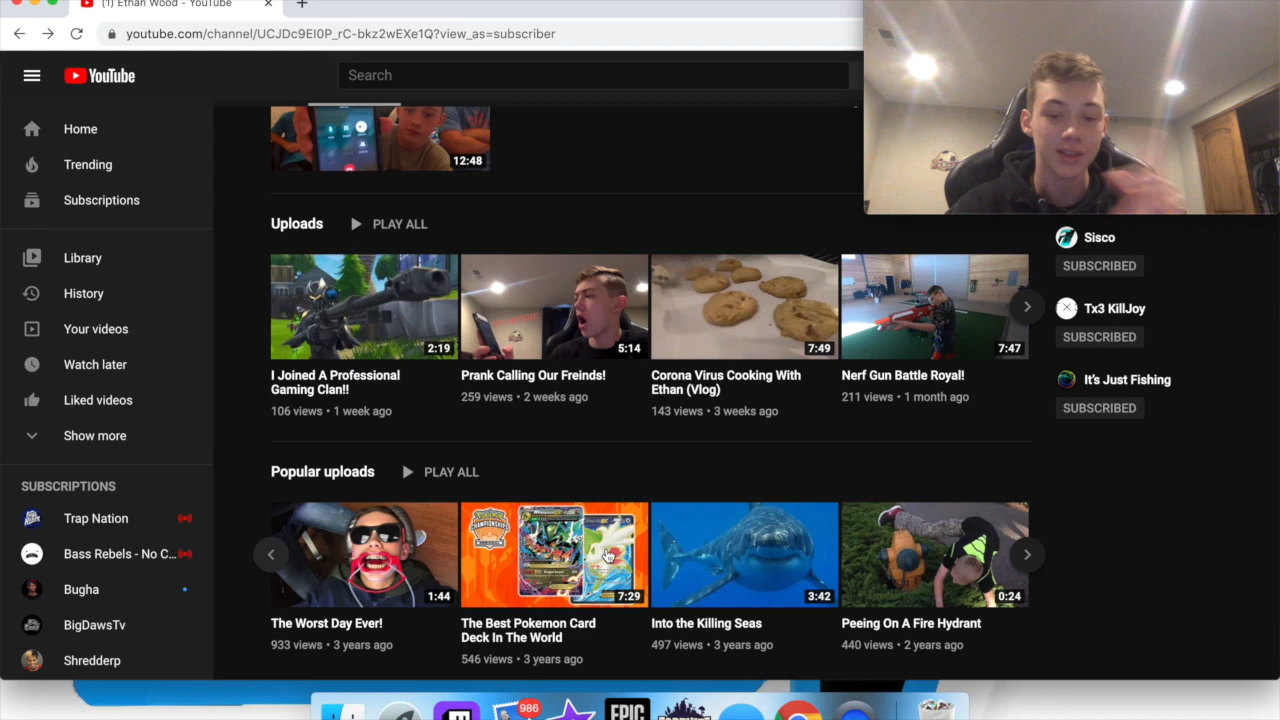 (1) Ethan Wood - YouTube
youtube.com/channel/UCJDc9EI0P_rC-bkz2wEXe1Q?view_as=subscriber
YouTube
Search
Home
Trending
Subscriptions
Library
History
Your videos
Watch later
Liked videos
Show more
SUBSCRIPTIONS
Trap Nation
Bass Rebels - No C...
Bugha
BigDawsTv
Shredderp
12:48
Uploads
PLAY ALL
2:19
I Joined A Professional
Gaming Clan!!
106 views • 1 week ago
5:14
Prank Calling Our Freinds!
259 views • 2 weeks ago
7:49
Corona Virus Cooking With
Ethan (Vlog)
143 views • 3 weeks ago
7:47
Nerf Gun Battle Royal!
211 views • 1 month ago
Popular uploads
PLAY ALL
1:44
The Worst Day Ever!
933 views • 3 years ago
7:29
The Best Pokemon Card
Deck In The World
546 views • 3 years ago
3:42
Into the Killing Seas
497 views • 3 years ago
0:24
Peeing On A Fire Hydrant
440 views • 2 years ago
Sisco
SUBSCRIBED
Tx3 KillJoy
SUBSCRIBED
It's Just Fishing
SUBSCRIBED
986
EPIC